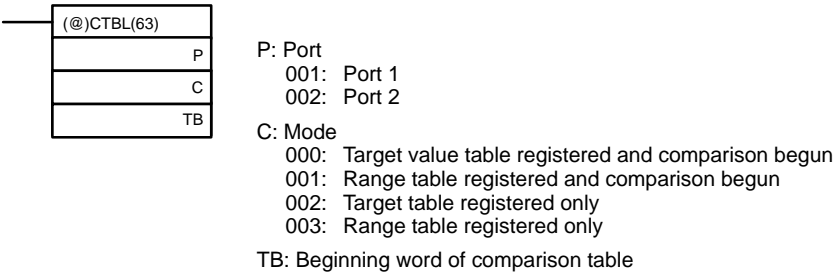 (@)CTBL(63)
P
C
TB
P: Port
001: Port 1
002: Port 2
C: Mode
000: Target value table registered and comparison begun
001: Range table registered and comparison begun
002: Target table registered only
003: Range table registered only
TB: Beginning word of comparison table